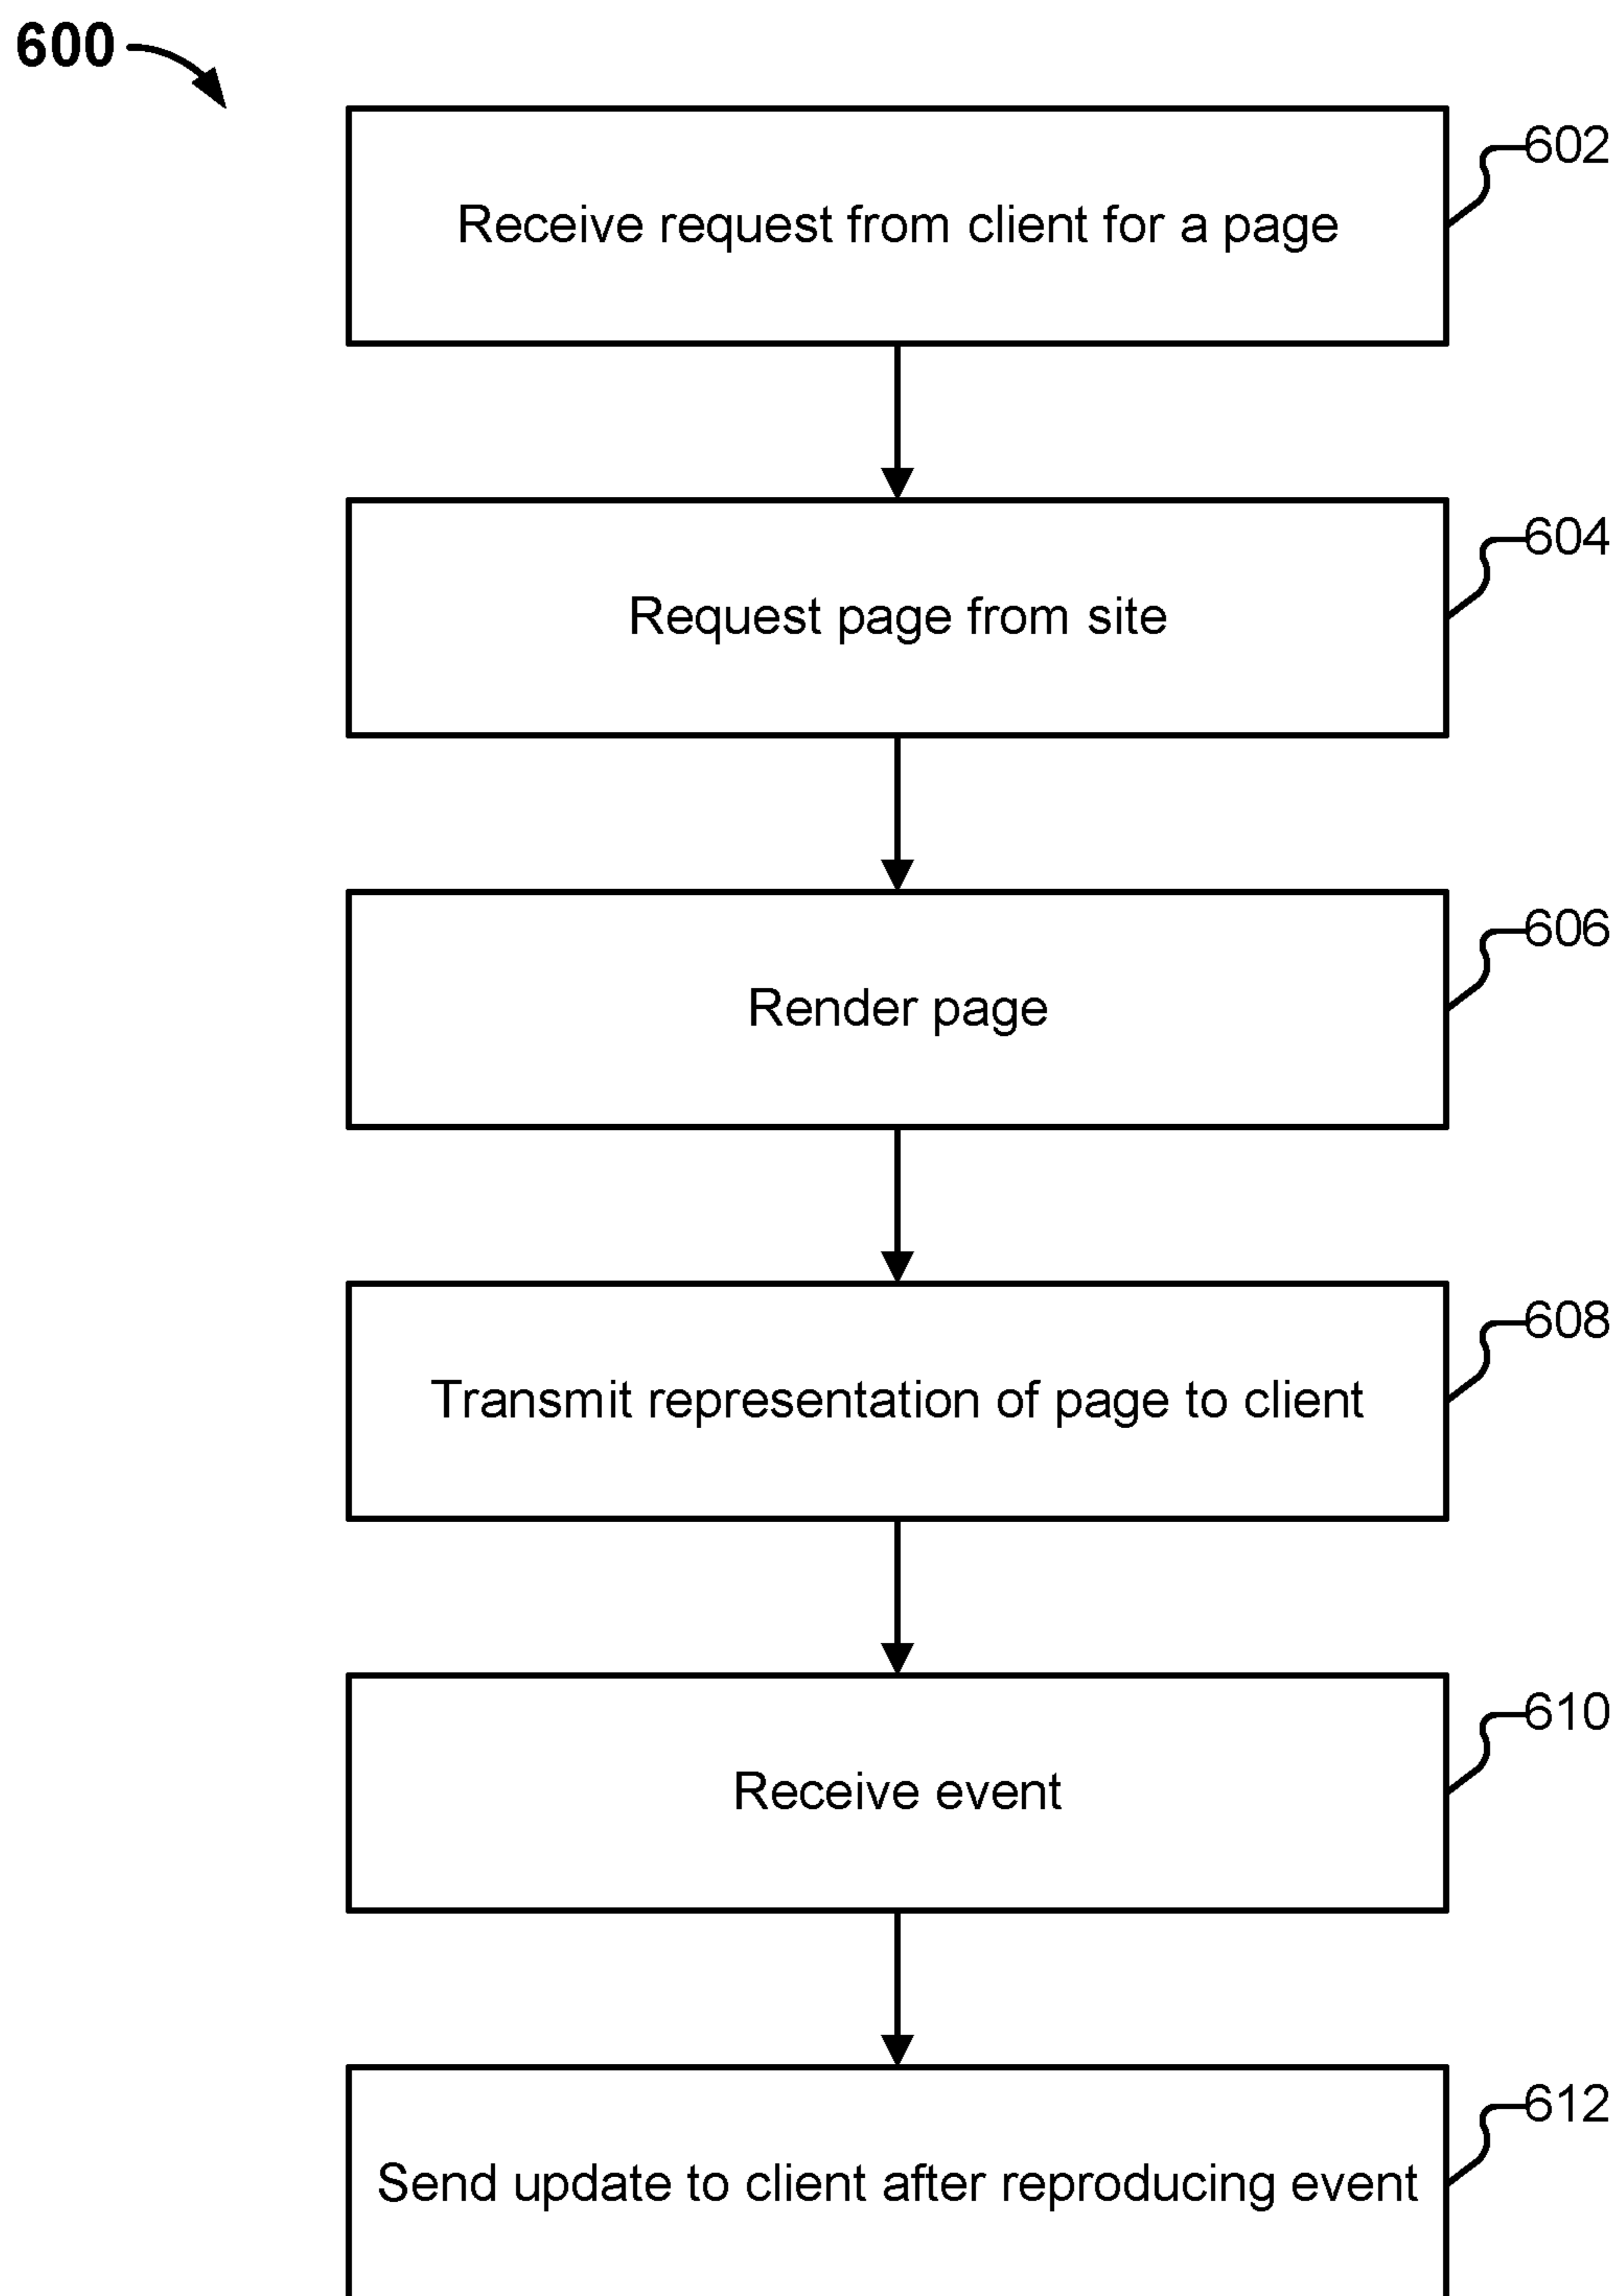 600
602
Receive request from client for a page
604
Request page from site
606
Render page
608
Transmit representation of page to client
610
Receive event
612
Send update to client after reproducing event